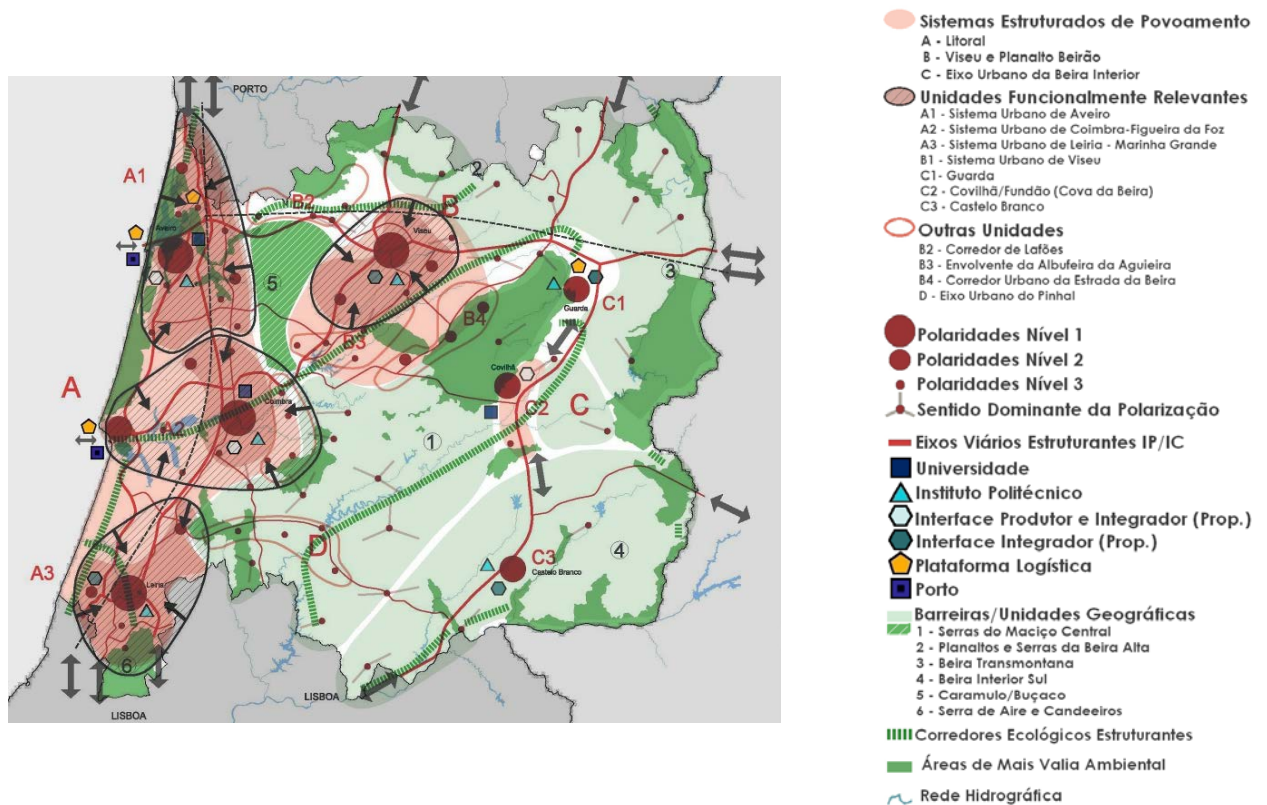 PORTO
A1
2
B2
B
Aveiro
Viseu
5
3
C1
Guarda
B4
B3
Covilhã
A
C2
C
Coimbra
A2
1
D
4
A3
C3
Castelo Branco
Leiria
6
LISBOA
LISBOA
Sistemas Estruturados de Povoamento
A - Litoral
B - Viseu e Planalto Beirão
C - Eixo Urbano da Beira Interior
Unidades Funcionalmente Relevantes
A1 - Sistema Urbano de Aveiro
A2 - Sistema Urbano de Coimbra-Figueira da Foz
A3 - Sistema Urbano de Leiria - Marinha Grande
B1 - Sistema Urbano de Viseu
C1- Guarda
C2 - Covilhã/Fundão (Cova da Beira)
C3 - Castelo Branco
Outras Unidades
B2 - Corredor de Lafões
B3 - Envolvente da Albufeira da Aguieira
B4 - Corredor Urbano da Estrada da Beira
D - Eixo Urbano do Pinhal
Polaridades Nível 1
Polaridades Nível 2
Polaridades Nível 3
Sentido Dominante da Polarização
Eixos Viários Estruturantes IP/IC
Universidade
Instituto Politécnico
Interface Produtor e Integrador (Prop.)
Interface Integrador (Prop.)
Plataforma Logística
Porto
Barreiras/Unidades Geográficas
1 - Serras do Maciço Central
2 - Planaltos e Serras da Beira Alta
3 - Beira Transmontana
4 - Beira Interior Sul
5 - Caramulo/Buçaco
6 - Serra de Aire e Candeeiros
Corredores Ecológicos Estruturantes
Áreas de Mais Valia Ambiental
Rede Hidrográfica